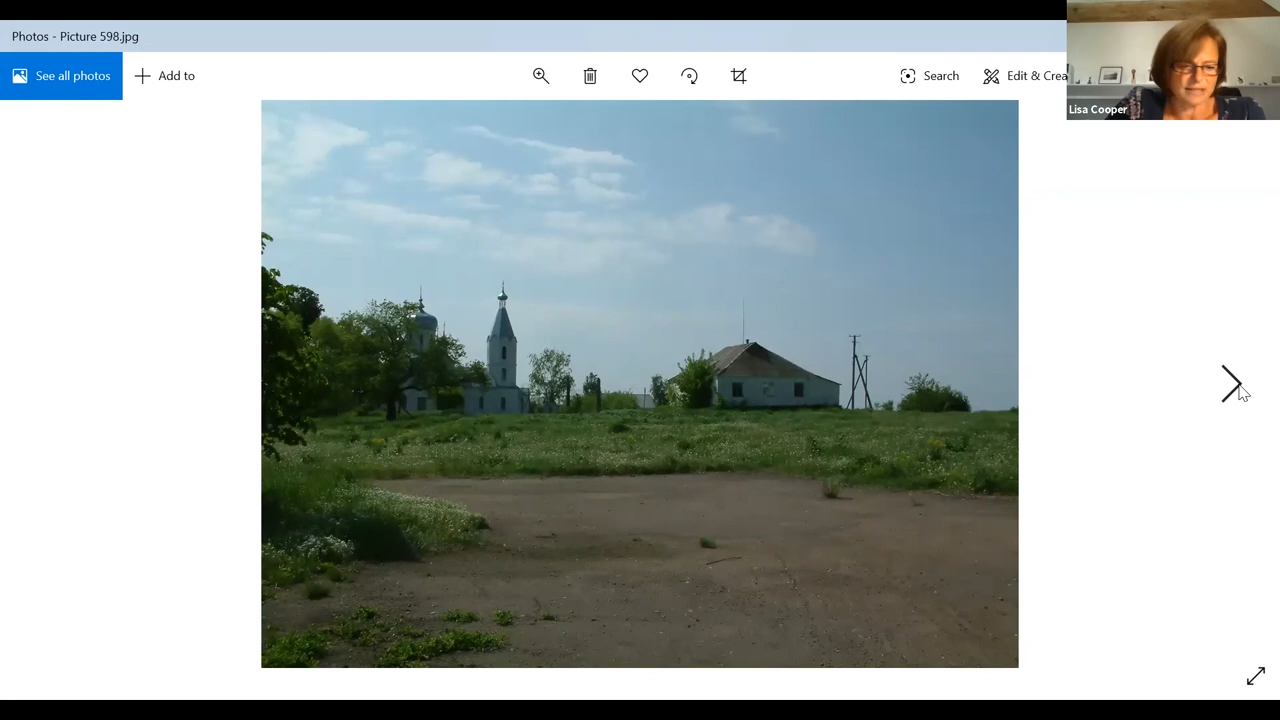 Photos - Picture 598.jpg
See all photos
Add to
Search
Edit & Crea
Lisa Cooper